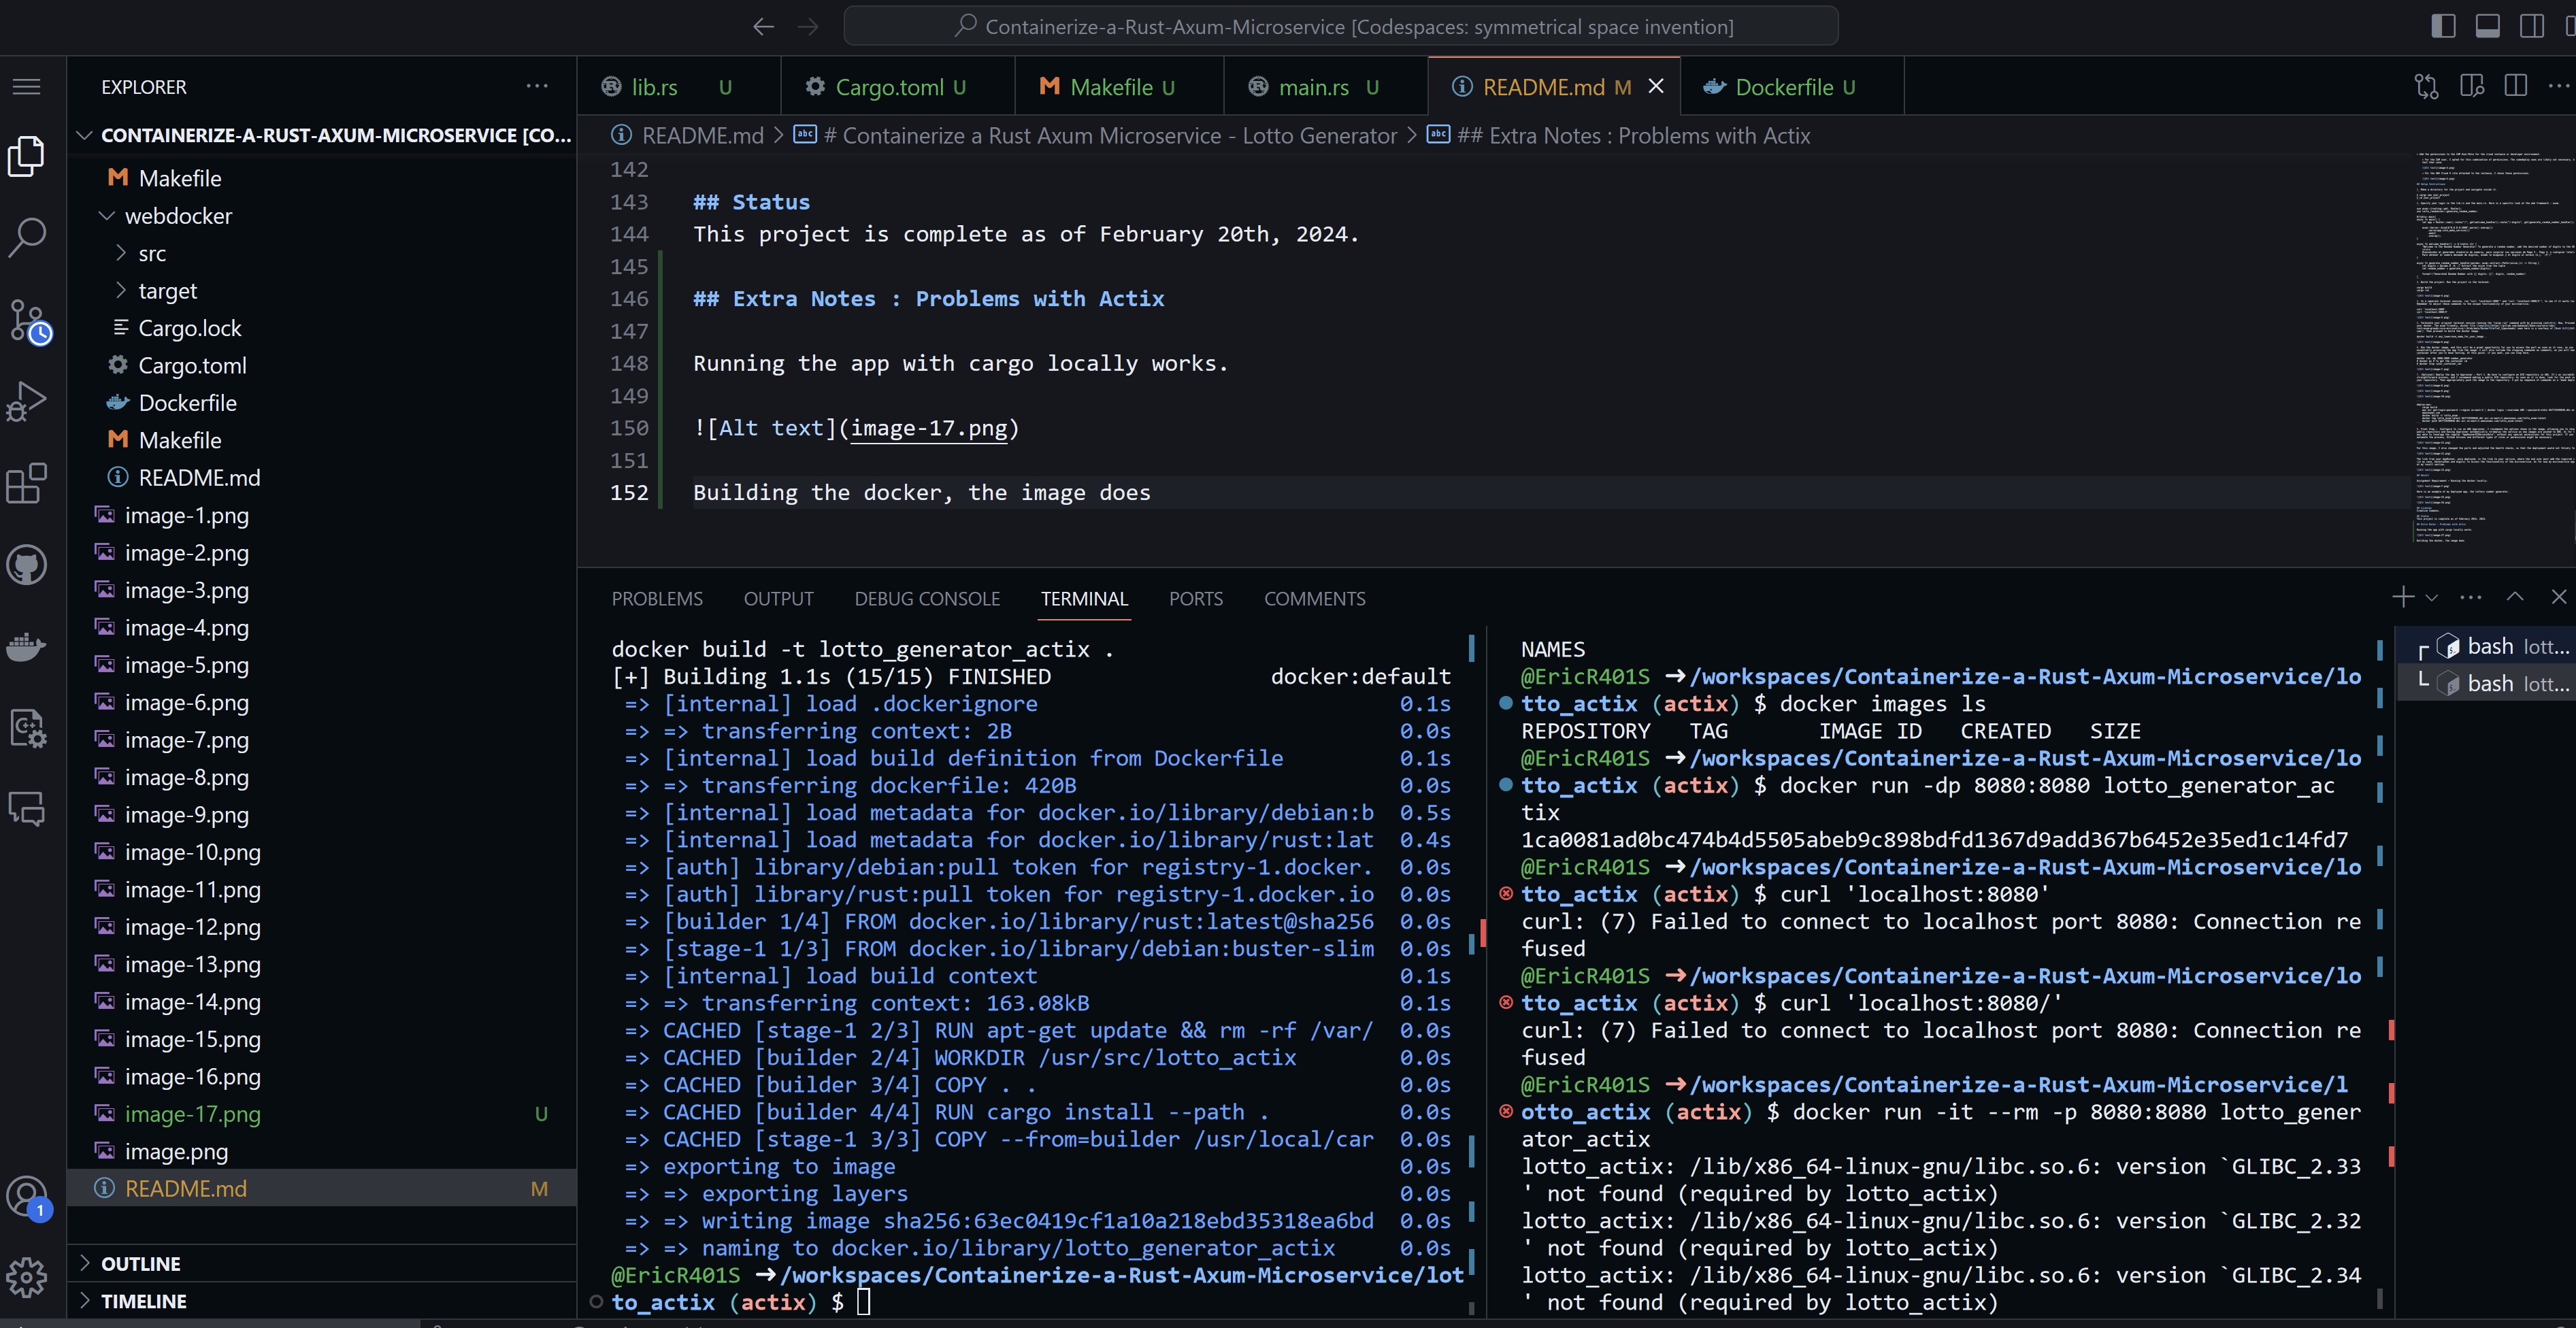 Containerize-a-Rust-Axum-Microservice [Codespaces: symmetrical space invention]
EXPLORER
lib.rs U
Cargo.toml U
Makefile U
main.rs U
README.md M
Dockerfile U
CONTAINERIZE-A-RUST-AXUM-MICROSERVICE [CO...
README.md > # Containerize a Rust Axum Microservice - Lotto Generator > ## Extra Notes : Problems with Actix
Makefile
webdocker
src
target
Cargo.lock
Cargo.toml
Dockerfile
Makefile
README.md
image-1.png
image-2.png
image-3.png
image-4.png
image-5.png
image-6.png
image-7.png
image-8.png
image-9.png
image-10.png
image-11.png
image-12.png
image-13.png
image-14.png
image-15.png
image-16.png
image-17.png U
image.png
README.md M
OUTLINE
TIMELINE
1
142
143 ## Status
144 This project is complete as of February 20th, 2024.
145
146 ## Extra Notes : Problems with Actix
147
148 Running the app with cargo locally works.
149
150 ![Alt text](image-17.png)
151
152 Building the docker, the image does
PROBLEMS OUTPUT DEBUG CONSOLE TERMINAL PORTS COMMENTS
docker build -t lotto_generator_actix .
[+] Building 1.1s (15/15) FINISHED docker:default
=> [internal] load .dockerignore 0.1s
=> => transferring context: 2B 0.0s
=> [internal] load build definition from Dockerfile 0.1s
=> => transferring dockerfile: 420B 0.0s
=> [internal] load metadata for docker.io/library/debian:b 0.5s
=> [internal] load metadata for docker.io/library/rust:lat 0.4s
=> [auth] library/debian:pull token for registry-1.docker. 0.0s
=> [auth] library/rust:pull token for registry-1.docker.io 0.0s
=> [builder 1/4] FROM docker.io/library/rust:latest@sha256 0.0s
=> [stage-1 1/3] FROM docker.io/library/debian:buster-slim 0.0s
=> [internal] load build context 0.1s
=> => transferring context: 163.08kB 0.1s
=> CACHED [stage-1 2/3] RUN apt-get update && rm -rf /var/ 0.0s
=> CACHED [builder 2/4] WORKDIR /usr/src/lotto_actix 0.0s
=> CACHED [builder 3/4] COPY . . 0.0s
=> CACHED [builder 4/4] RUN cargo install --path . 0.0s
=> CACHED [stage-1 3/3] COPY --from=builder /usr/local/car 0.0s
=> exporting to image 0.0s
=> => exporting layers 0.0s
=> => writing image sha256:63ec0419cf1a10a218ebd35318ea6bd 0.0s
=> => naming to docker.io/library/lotto_generator_actix 0.0s
@EricR401S ➜ /workspaces/Containerize-a-Rust-Axum-Microservice/lot
to_actix (actix) $
NAMES
@EricR401S ➜ /workspaces/Containerize-a-Rust-Axum-Microservice/lo
tto_actix (actix) $ docker images ls
REPOSITORY TAG IMAGE ID CREATED SIZE
@EricR401S ➜ /workspaces/Containerize-a-Rust-Axum-Microservice/lo
tto_actix (actix) $ docker run -dp 8080:8080 lotto_generator_ac
tix
1ca0081ad0bc474b4d5505abeb9c898bdfd1367d9add367b6452e35ed1c14fd7
@EricR401S ➜ /workspaces/Containerize-a-Rust-Axum-Microservice/lo
tto_actix (actix) $ curl 'localhost:8080'
curl: (7) Failed to connect to localhost port 8080: Connection re
fused
@EricR401S ➜ /workspaces/Containerize-a-Rust-Axum-Microservice/lo
tto_actix (actix) $ curl 'localhost:8080/'
curl: (7) Failed to connect to localhost port 8080: Connection re
fused
@EricR401S ➜ /workspaces/Containerize-a-Rust-Axum-Microservice/l
otto_actix (actix) $ docker run -it --rm -p 8080:8080 lotto_gener
ator_actix
lotto_actix: /lib/x86_64-linux-gnu/libc.so.6: version `GLIBC_2.33
' not found (required by lotto_actix)
lotto_actix: /lib/x86_64-linux-gnu/libc.so.6: version `GLIBC_2.32
' not found (required by lotto_actix)
lotto_actix: /lib/x86_64-linux-gnu/libc.so.6: version `GLIBC_2.34
' not found (required by lotto_actix)
bash lott...
bash lott...